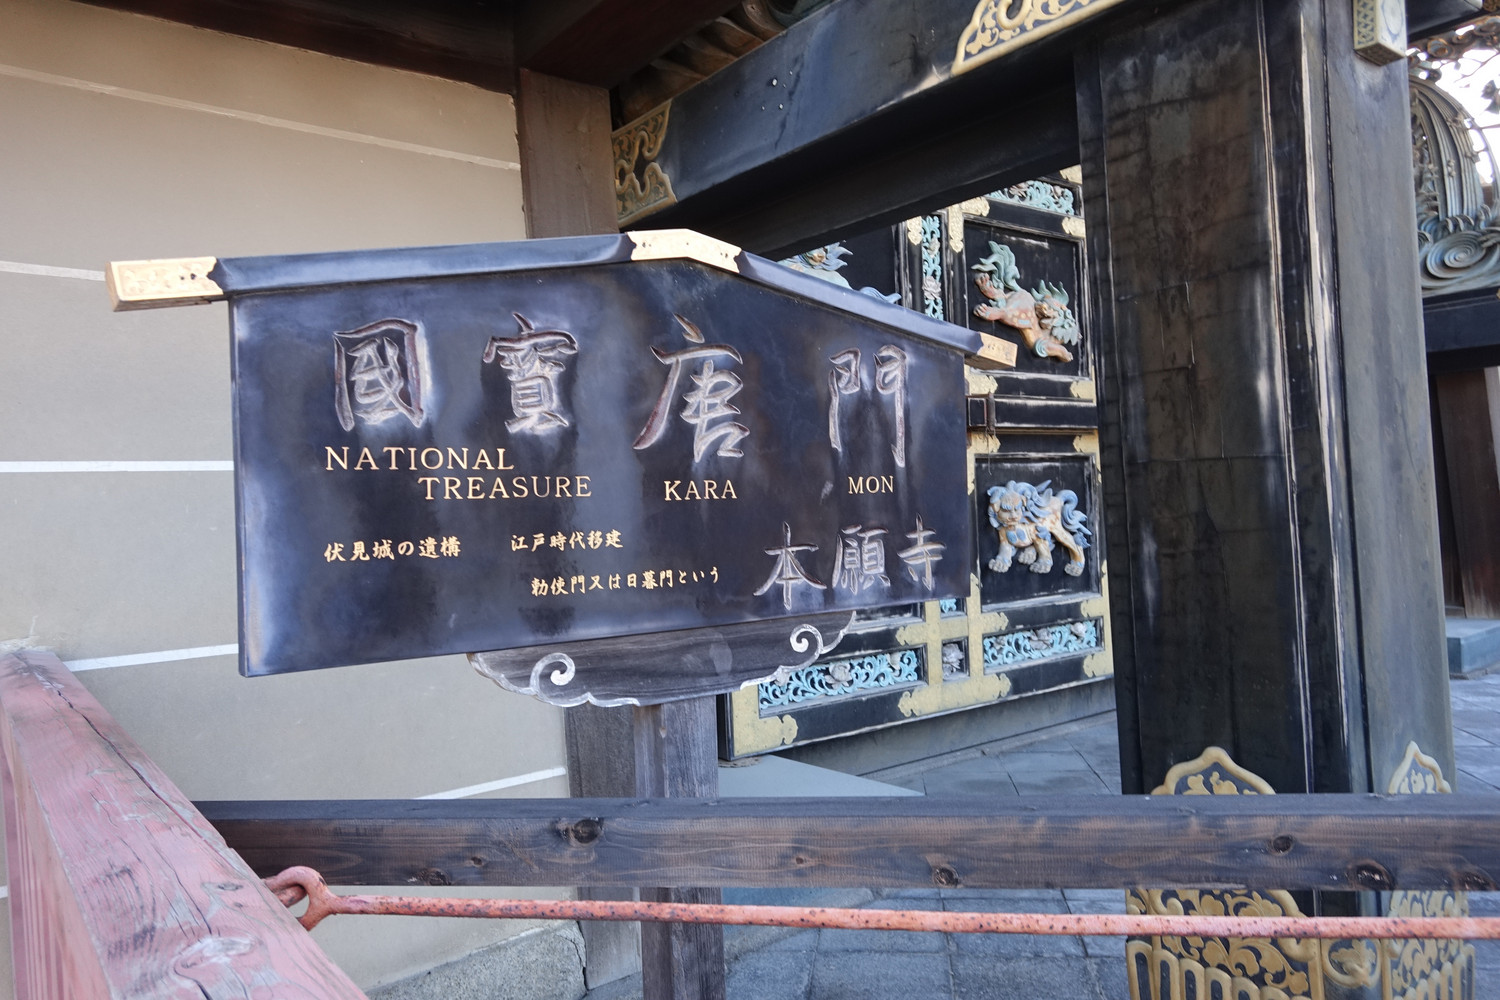 國寶唐門
NATIONAL
TREASURE KARA MON
伏見城の遺構 江戸時代移建
勅使門又は日暮門という
本願寺